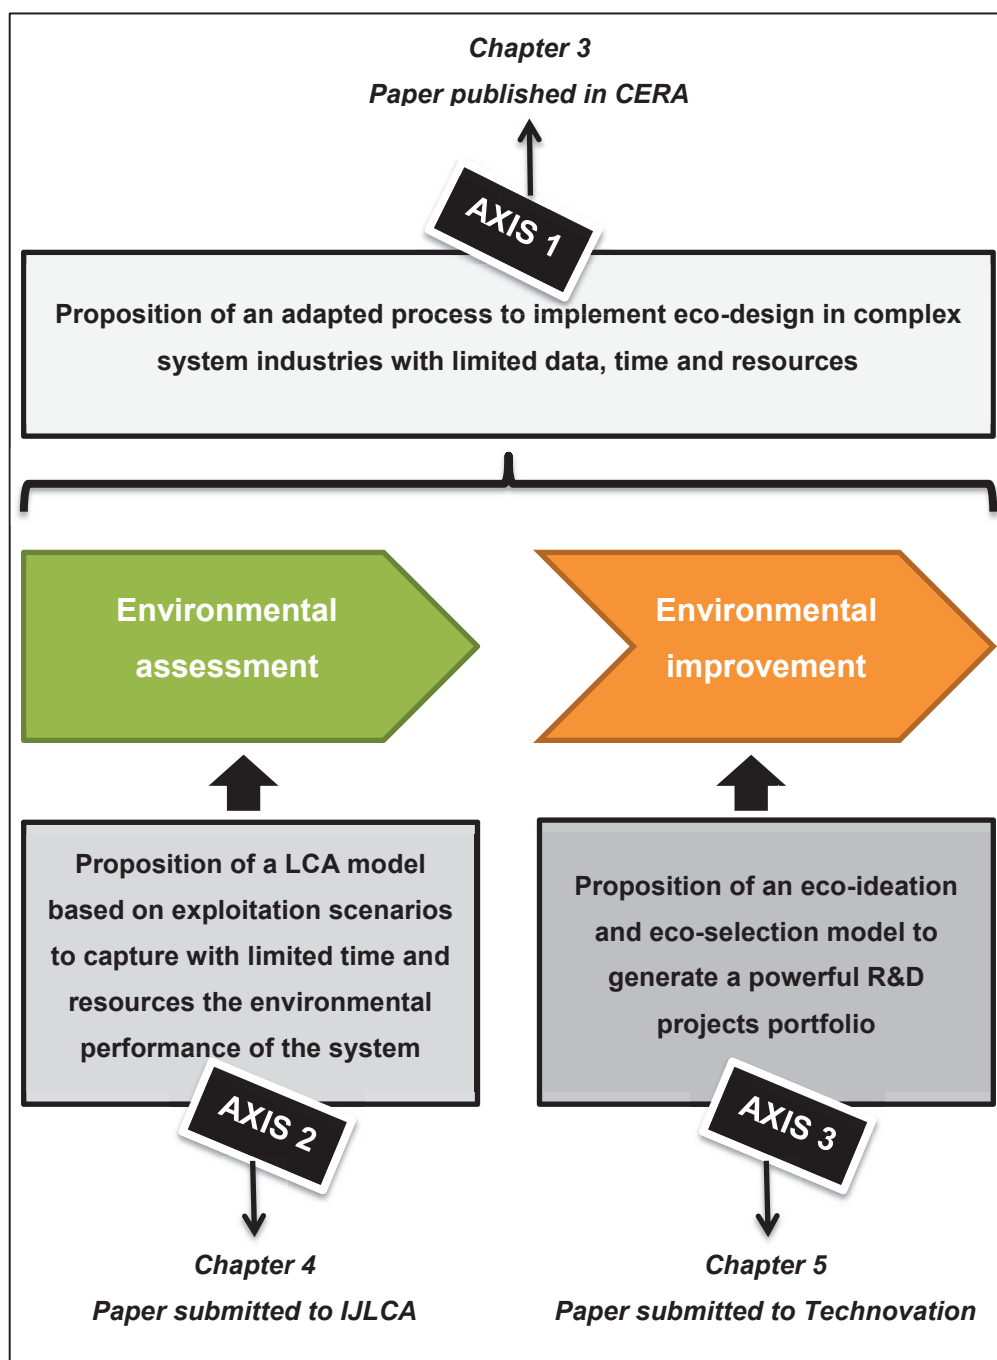 Chapter 3
Paper published in CERA
AXIS 1
Proposition of an adapted process to implement eco-design in complex
system industries with limited data, time and resources
Environmental
assessment
Environmental
improvement
Proposition of a LCA model
based on exploitation scenarios
to capture with limited time and
resources the environmental
performance of the system
AXIS 2
Chapter 4
Paper submitted to IJLCA
Proposition of an eco-ideation
and eco-selection model to
generate a powerful R&D
projects portfolio
AXIS 3
Chapter 5
Paper submitted to Technovation